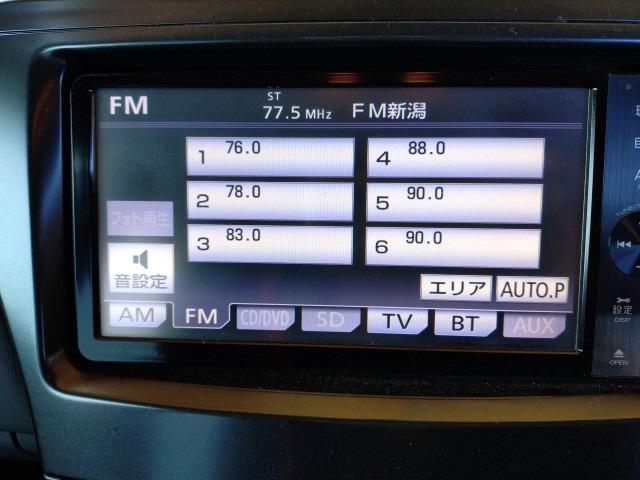 FM
ST
77.5 MHz FM新潟
1 76.0
4 88.0
2 78.0
5 90.0
3 83.0
6 90.0
フォト再生
音設定
エリア
AUTO.P
AM
FM
CD/DVD
SD
TV
BT
AUX
設定
DISP
OPEN